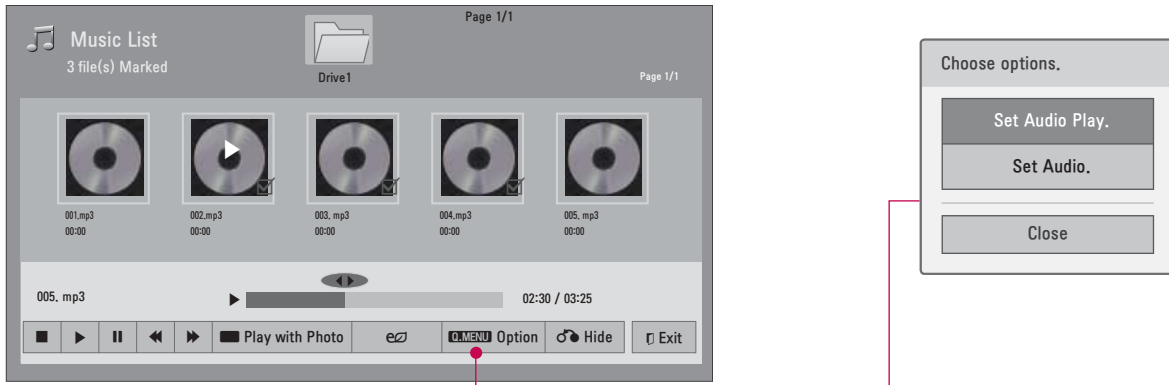 Page 1/1
Music List
3 file(s) Marked
Drive1
Page 1/1
001.mp3
00:00
002.mp3
00:00
003. mp3
00:00
004.mp3
00:00
005. mp3
00:00
005. mp3
02:30 / 03:25
Play with Photo
Q.MENU Option
Hide
Exit
Choose options.
Set Audio Play.
Set Audio.
Close